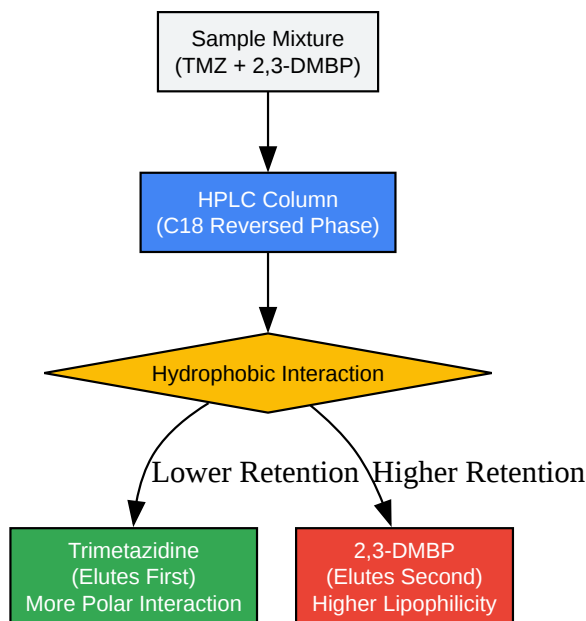 Sample Mixture
(TMZ + 2,3-DMBP)
HPLC Column
(C18 Reversed Phase)
Hydrophobic Interaction
Lower Retention
Higher Retention
Trimetazidine
(Elutes First)
More Polar Interaction
2,3-DMBP
(Elutes Second)
Higher Lipophilicity